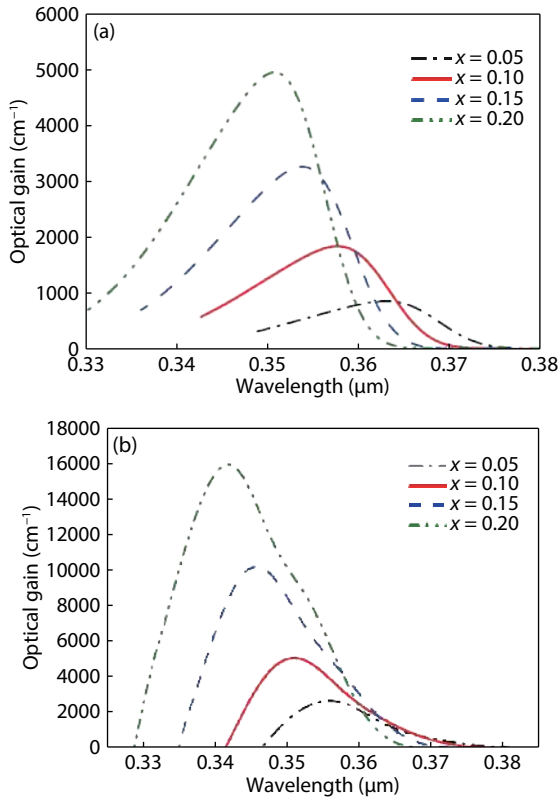 (a)
x = 0.05
x = 0.10
x = 0.15
x = 0.20
6000
5000
4000
3000
2000
1000
0
Optical gain (cm⁻¹)
0.33 0.34 0.35 0.36 0.37 0.38
Wavelength (μm)
(b)
x = 0.05
x = 0.10
x = 0.15
x = 0.20
18000
16000
14000
12000
10000
8000
6000
4000
2000
0
Optical gain (cm⁻¹)
0.33 0.34 0.35 0.36 0.37 0.38
Wavelength (μm)